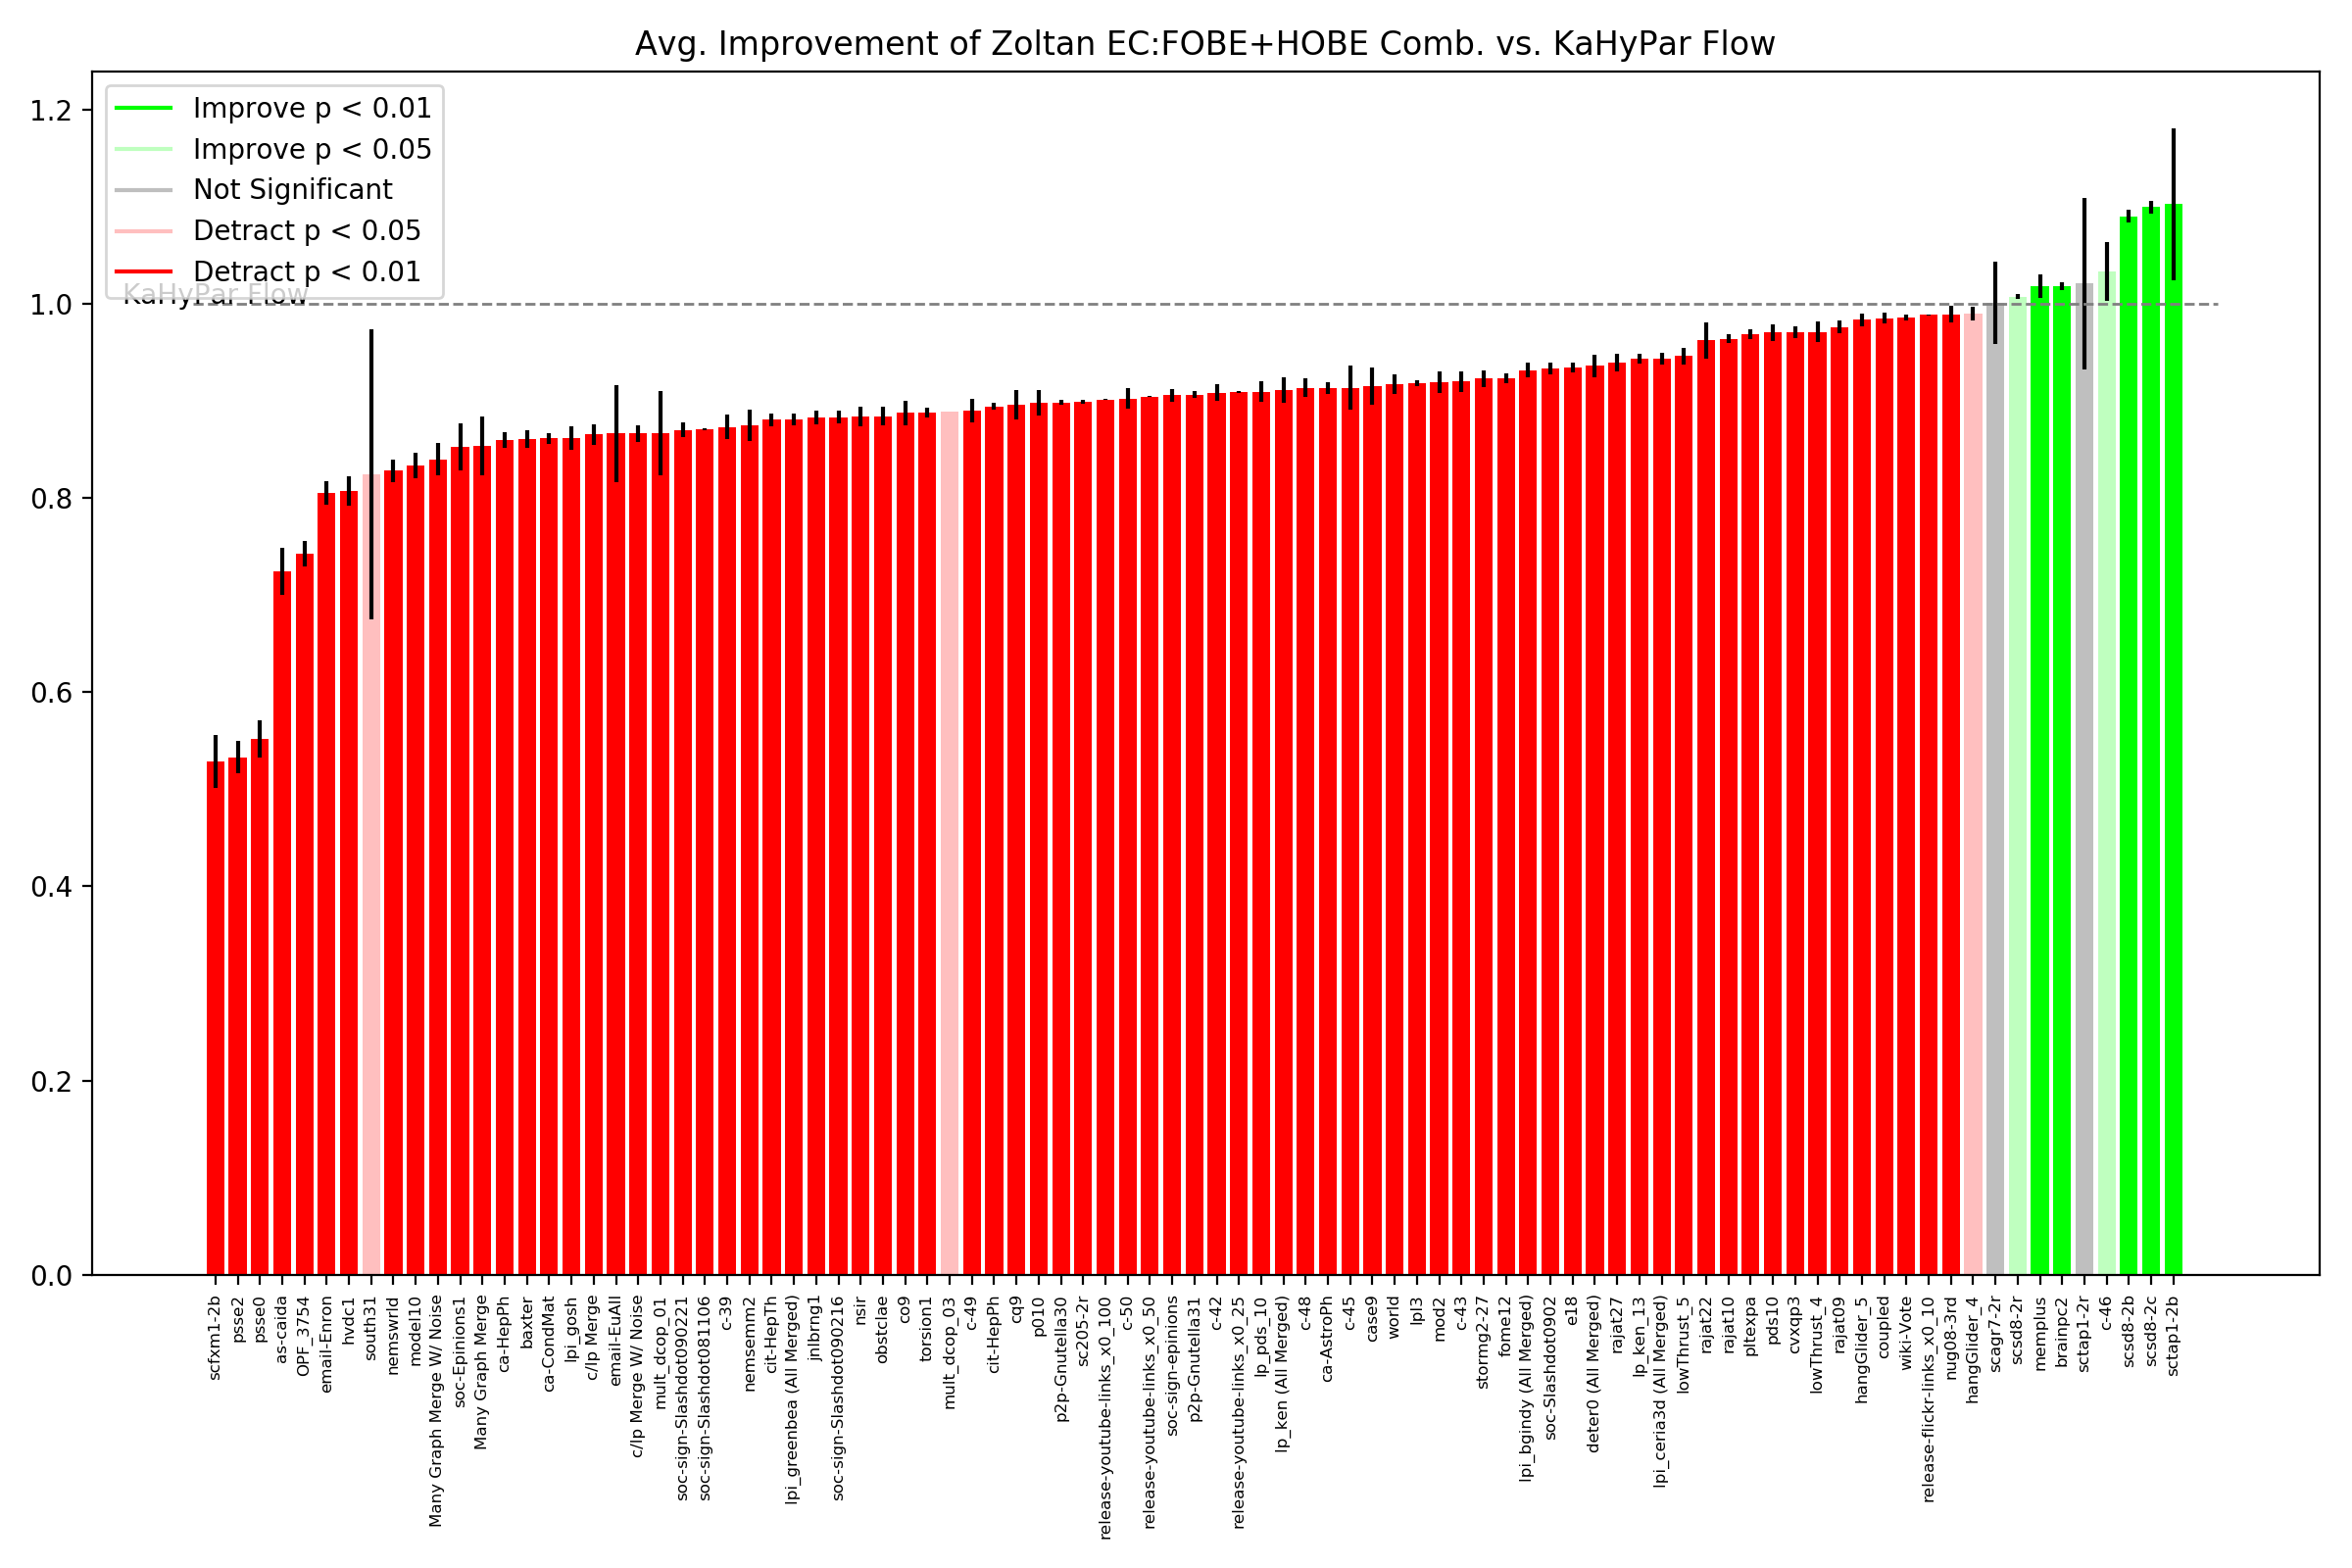 Avg. Improvement of Zoltan EC:FOBE+HOBE Comb. vs. KaHyPar Flow
Improve p < 0.01
Improve p < 0.05
Not Significant
Detract p < 0.05
Detract p < 0.01
KaHyPar Flow
1.2
1.0
0.8
0.6
0.4
0.2
0.0
scfxm1-2b
psse2
psse0
as-caida
OPF_3754
email-Enron
hvdc1
south31
nemswrld
model10
Many Graph Merge W/ Noise
soc-Epinions1
Many Graph Merge
ca-HepPh
baxter
ca-CondMat
lpi_gosh
c/lp Merge
email-EuAll
c/lp Merge W/ Noise
mult_dcop_01
soc-sign-Slashdot090221
soc-sign-Slashdot081106
c-39
nemsemm2
cit-HepTh
lpi_greenbea (All Merged)
jnlbrng1
soc-sign-Slashdot090216
nsir
obstclae
co9
torsion1
mult_dcop_03
c-49
cit-HepPh
cq9
p010
p2p-Gnutella30
sc205-2r
release-youtube-links_x0_100
c-50
release-youtube-links_x0_50
soc-sign-epinions
p2p-Gnutella31
c-42
release-youtube-links_x0_25
lp_pds_10
lp_ken (All Merged)
c-48
ca-AstroPh
c-45
case9
world
lpl3
mod2
c-43
stormg2-27
fome12
lpi_bgindy (All Merged)
soc-Slashdot0902
e18
deter0 (All Merged)
rajat27
lp_ken_13
lpi_ceria3d (All Merged)
lowThrust_5
rajat22
rajat10
pltexpa
pds10
cvxqp3
lowThrust_4
rajat09
hangGlider_5
coupled
wiki-Vote
release-flickr-links_x0_10
nug08-3rd
hangGlider_4
scagr7-2r
scsd8-2r
memplus
brainpc2
sctap1-2r
c-46
scsd8-2b
scsd8-2c
sctap1-2b